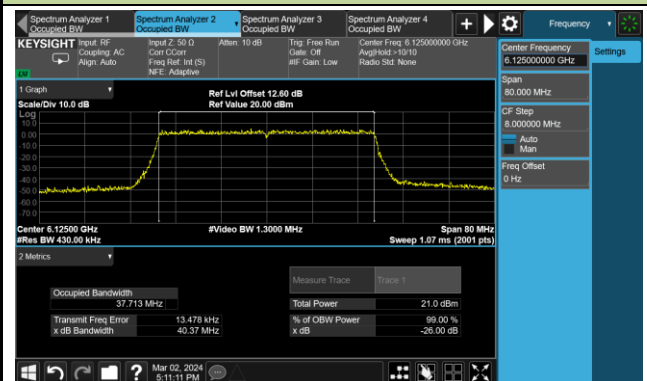 Spectrum Analyzer 1
Occupied BW
Spectrum Analyzer 2
Occupied BW
Spectrum Analyzer 3
Occupied BW
Spectrum Analyzer 4
Occupied BW
Frequency
KEYSIGHT
Input: RF
Coupling: AC
Align: Auto
Input Z: 50 Ω
Corr CCorr
Freq Ref: Int (S)
NFE: Adaptive
Atten: 10 dB
Trig: Free Run
Gate: Off
#IF Gain: Low
Center Freq: 6.125000000 GHz
Avg|Hold:>10/10
Radio Std: None
Center Frequency
6.125000000 GHz
Settings
Span
80.000 MHz
CF Step
8.000000 MHz
Auto
Man
Freq Offset
0 Hz
1 Graph
Scale/Div 10.0 dB
Ref Lvl Offset 12.60 dB
Ref Value 20.00 dBm
Log
10.0
0.00
-10.0
-20.0
-30.0
-40.0
-50.0
-60.0
-70.0
Center 6.12500 GHz
#Res BW 430.00 kHz
#Video BW 1.3000 MHz
Span 80 MHz
Sweep 1.07 ms (2001 pts)
2 Metrics
Measure Trace
Trace 1
Occupied Bandwidth
37.713 MHz
Total Power
21.0 dBm
Transmit Freq Error
13.478 kHz
% of OBW Power
99.00 %
x dB Bandwidth
40.37 MHz
x dB
-26.00 dB
Mar 02, 2024
5:11:11 PM